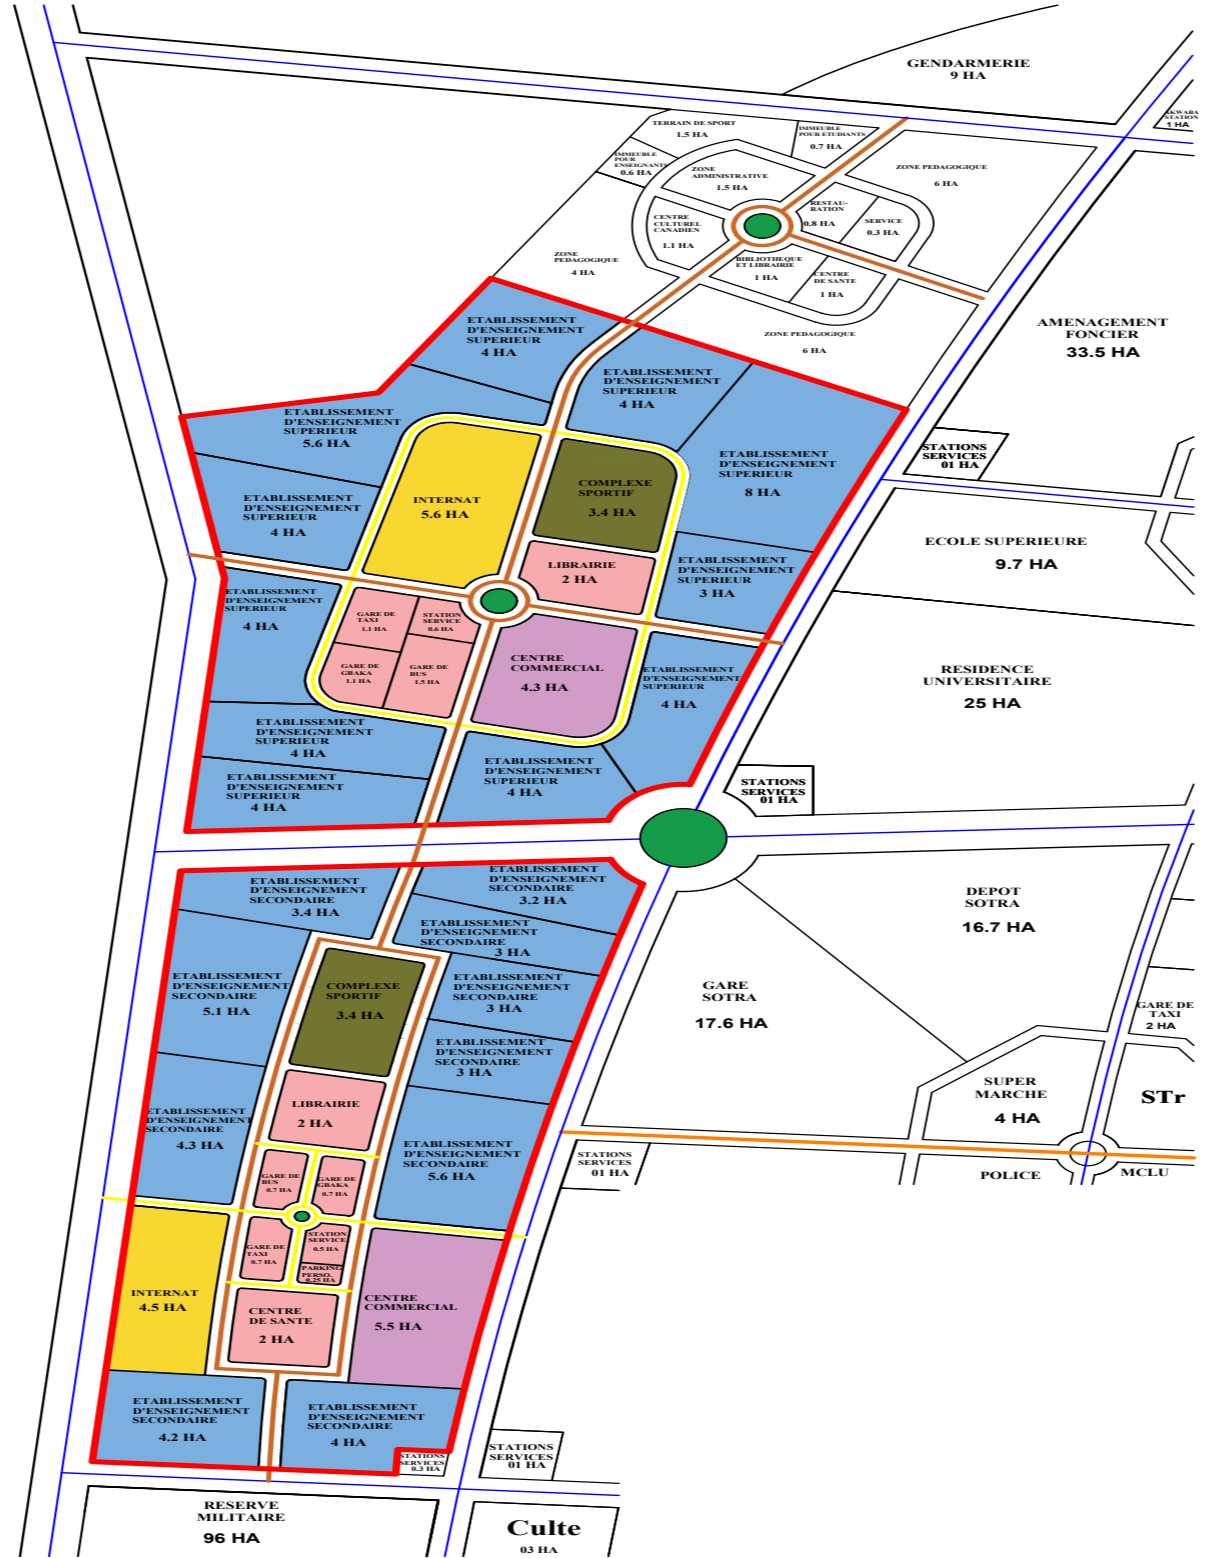 GENDARMERIE
9 HA
AKWABA
STATION
1 HA
TERRAIN DE SPORT
1.5 HA
IMMEUBLE
POUR ETUDIANTS
0.7 HA
IMMEUBLE
POUR
ENSEIGNANTS
0.6 HA
ZONE
ADMINISTRATIVE
1.5 HA
ZONE PEDAGOGIQUE
6 HA
RESTAU-
RATION
0.8 HA
SERVICE
0.3 HA
CENTRE
CULTUREL
CANADIEN
1.1 HA
ZONE
PEDAGOGIQUE
4 HA
BIBLIOTHEQUE
ET LIBRAIRIE
1 HA
CENTRE
DE SANTE
1 HA
ZONE PEDAGOGIQUE
6 HA
AMENAGEMENT
FONCIER
33.5 HA
ETABLISSEMENT
D'ENSEIGNEMENT
SUPERIEUR
4 HA
ETABLISSEMENT
D'ENSEIGNEMENT
SUPERIEUR
4 HA
ETABLISSEMENT
D'ENSEIGNEMENT
SUPERIEUR
5.6 HA
ETABLISSEMENT
D'ENSEIGNEMENT
SUPERIEUR
8 HA
STATIONS
SERVICES
01 HA
ETABLISSEMENT
D'ENSEIGNEMENT
SUPERIEUR
4 HA
INTERNAT
5.6 HA
COMPLEXE
SPORTIF
3.4 HA
ECOLE SUPERIEURE
9.7 HA
LIBRAIRIE
2 HA
ETABLISSEMENT
D'ENSEIGNEMENT
SUPERIEUR
3 HA
ETABLISSEMENT
D'ENSEIGNEMENT
SUPERIEUR
4 HA
GARE DE
TAXI
1.1 HA
STATION
SERVICE
0.6 HA
GARE DE
GBAKA
1.1 HA
GARE DE
BUS
1.5 HA
CENTRE
COMMERCIAL
4.3 HA
ETABLISSEMENT
D'ENSEIGNEMENT
SUPERIEUR
4 HA
RESIDENCE
UNIVERSITAIRE
25 HA
ETABLISSEMENT
D'ENSEIGNEMENT
SUPERIEUR
4 HA
ETABLISSEMENT
D'ENSEIGNEMENT
SUPERIEUR
4 HA
ETABLISSEMENT
D'ENSEIGNEMENT
SUPERIEUR
4 HA
STATIONS
SERVICES
01 HA
ETABLISSEMENT
D'ENSEIGNEMENT
SECONDAIRE
3.4 HA
ETABLISSEMENT
D'ENSEIGNEMENT
SECONDAIRE
3.2 HA
ETABLISSEMENT
D'ENSEIGNEMENT
SECONDAIRE
3 HA
DEPOT
SOTRA
16.7 HA
ETABLISSEMENT
D'ENSEIGNEMENT
SECONDAIRE
5.1 HA
COMPLEXE
SPORTIF
3.4 HA
ETABLISSEMENT
D'ENSEIGNEMENT
SECONDAIRE
3 HA
GARE
SOTRA
17.6 HA
GARE DE
TAXI
2 HA
ETABLISSEMENT
D'ENSEIGNEMENT
SECONDAIRE
3 HA
SUPER
MARCHE
4 HA
STr
ETABLISSEMENT
D'ENSEIGNEMENT
SECONDAIRE
4.3 HA
LIBRAIRIE
2 HA
ETABLISSEMENT
D'ENSEIGNEMENT
SECONDAIRE
5.6 HA
STATIONS
SERVICES
01 HA
POLICE
MCLU
GARE DE
BUS
0.7 HA
GARE DE
GBAKA
0.7 HA
GARE DE
TAXI
0.7 HA
STATION
SERVICE
0.5 HA
PARKING
PERSO.
0.25 HA
INTERNAT
4.5 HA
CENTRE
DE SANTE
2 HA
CENTRE
COMMERCIAL
5.5 HA
ETABLISSEMENT
D'ENSEIGNEMENT
SECONDAIRE
4.2 HA
ETABLISSEMENT
D'ENSEIGNEMENT
SECONDAIRE
4 HA
STATIONS
SERVICES
0.3 HA
STATIONS
SERVICES
01 HA
RESERVE
MILITAIRE
96 HA
Culte
03 HA